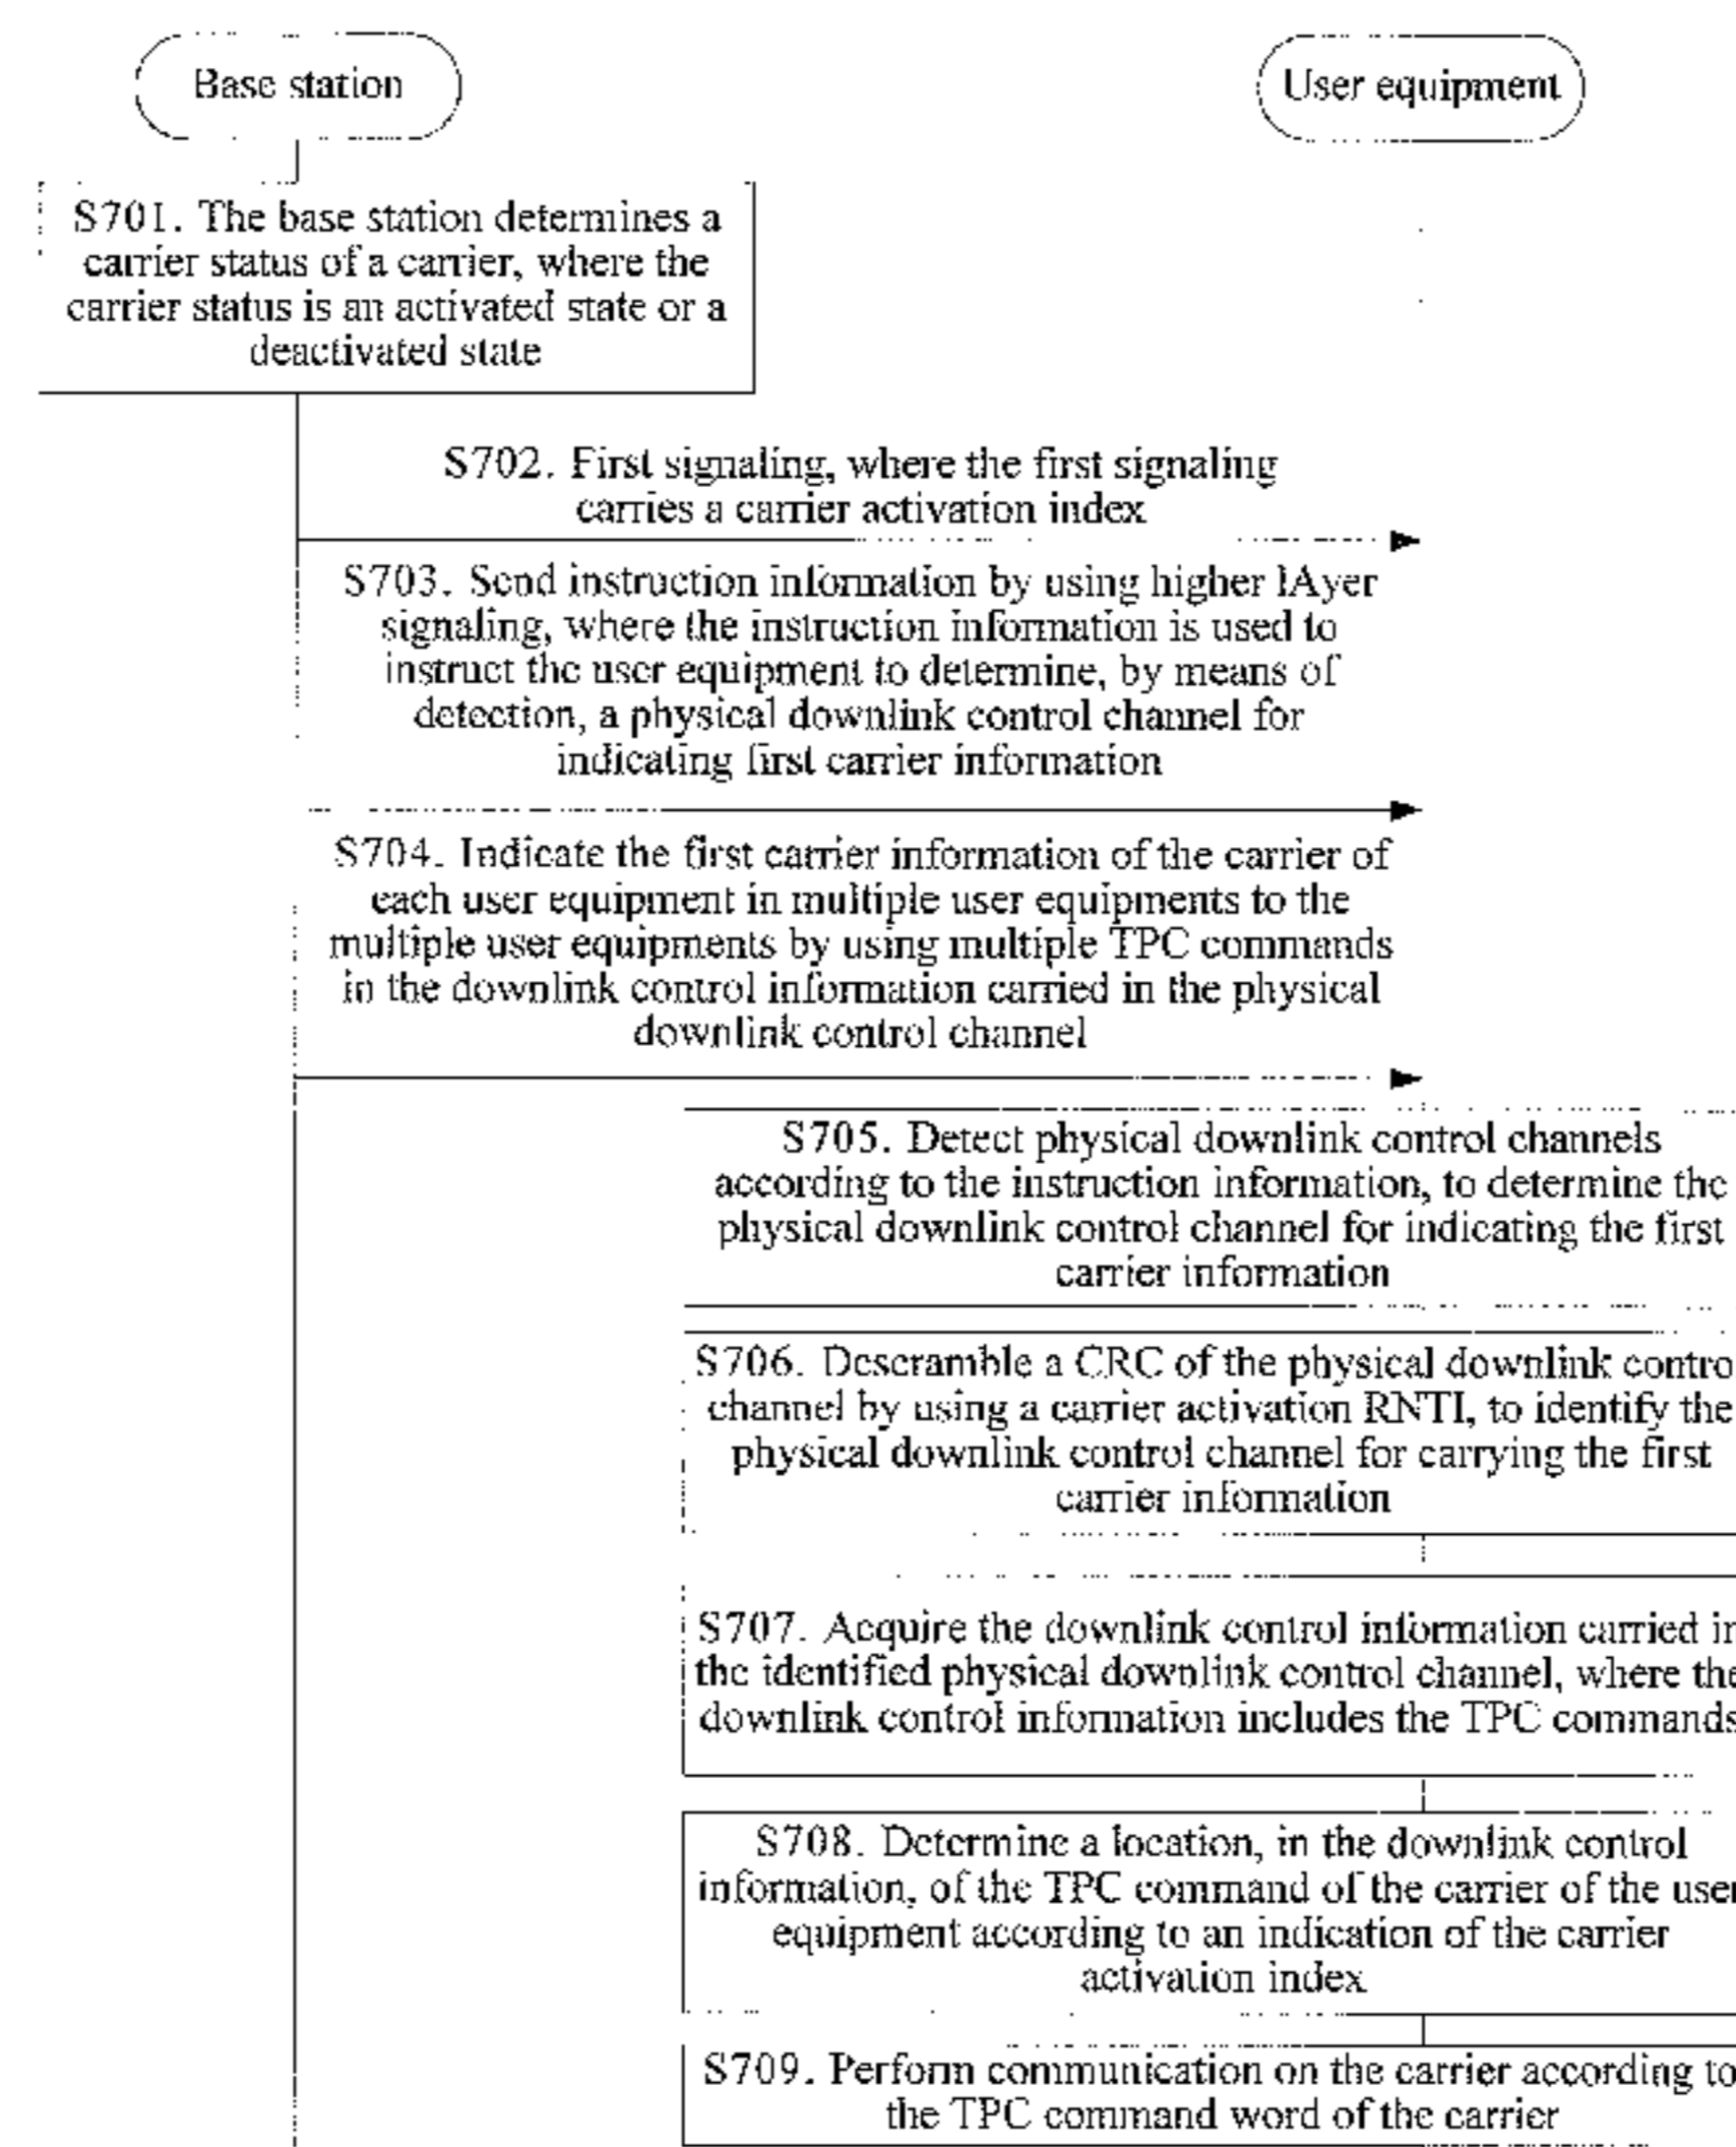 Base station
User equipment
S701. The base station determines a
carrier status of a carrier, where the
carrier status is an activated state or a
deactivated state
S702. First signaling, where the first signaling
carries a carrier activation index
S703. Send instruction information by using higher lAyer
signaling, where the instruction information is used to
instruct the user equipment to determine, by means of
detection, a physical downlink control channel for
indicating first carrier information
S704. Indicate the first carrier information of the carrier of
each user equipment in multiple user equipments to the
multiple user equipments by using multiple TPC commands
in the downlink control information carried in the physical
downlink control channel
S705. Detect physical downlink control channels
according to the instruction information, to determine the
physical downlink control channel for indicating the first
carrier information
S706. Descramble a CRC of the physical downlink contro
channel by using a carrier activation RNTI, to identify the
physical downlink control channel for carrying the first
carrier information
S707. Acquire the downlink control information carried in
the identified physical downlink control channel, where the
downlink control information includes the TPC commands
S708. Determine a location, in the downlink control
information, of the TPC command of the carrier of the user
equipment according to an indication of the carrier
activation index
S709. Perform communication on the carrier according to
the TPC command word of the carrier